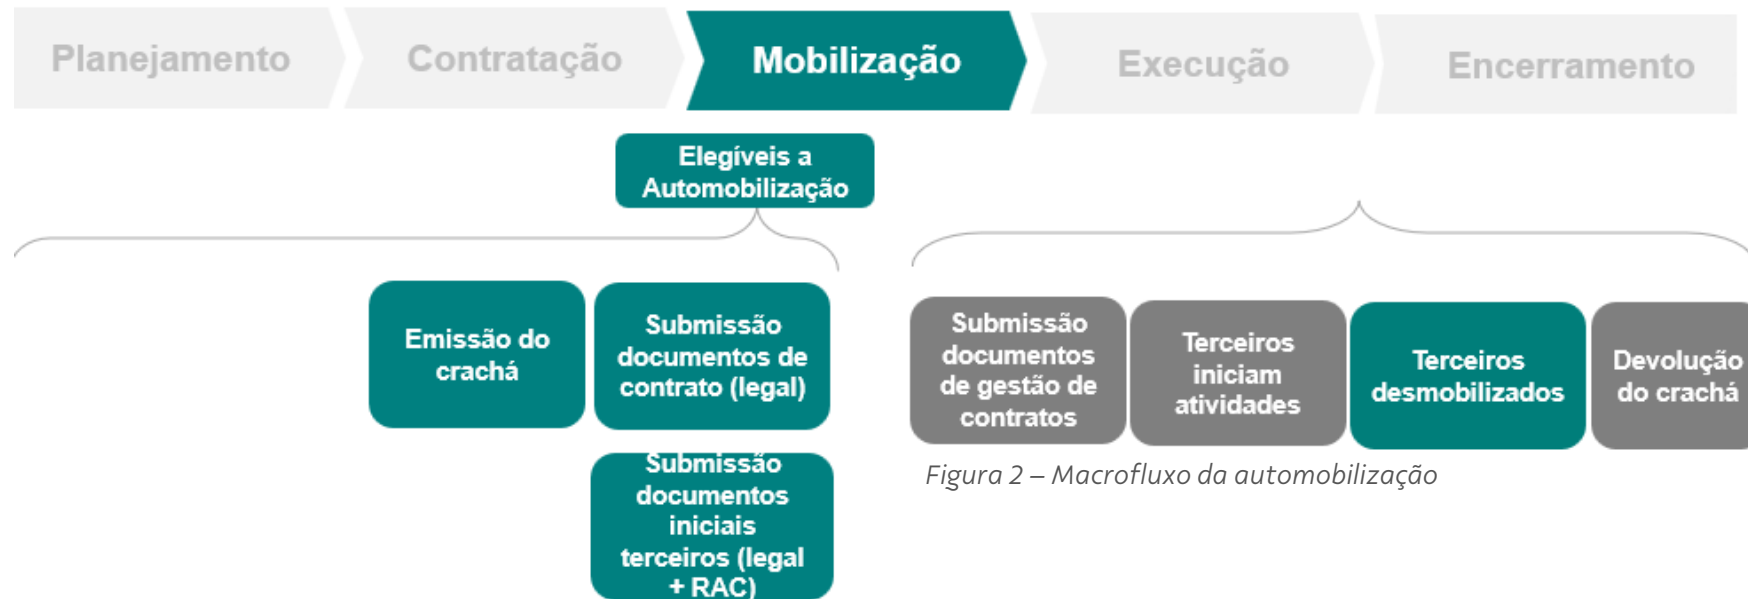 Planejamento
Contratação
Mobilização
Execução
Encerramento
Elegíveis a
Automobilização
Emissão do
crachá
Submissão
documentos de
contrato (legal)
Submissão
documentos
iniciais
terceiros (legal
+ RAC)
Submissão
documentos
de gestão de
contratos
Terceiros
iniciam
atividades
Terceiros
desmobilizados
Devolução
do crachá
Figura 2 – Macrofluxo da automobilização